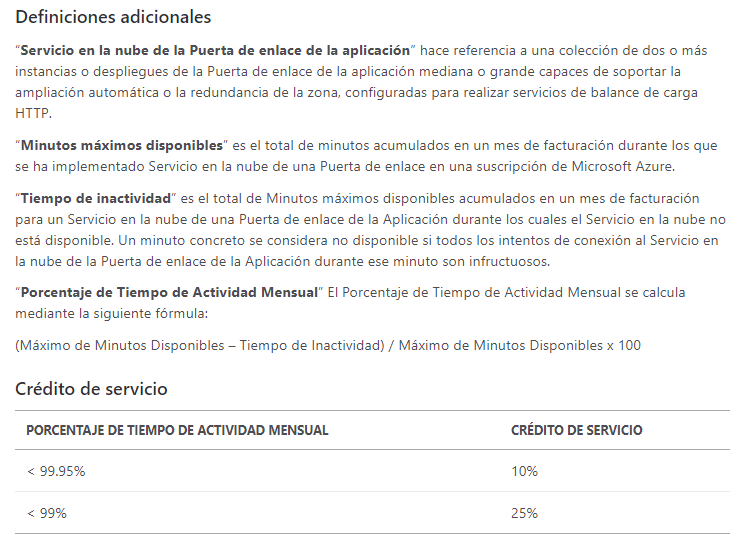 Definiciones adicionales
“Servicio en la nube de la Puerta de enlace de la aplicación” hace referencia a una colección de dos o más
instancias o despliegues de la Puerta de enlace de la aplicación mediana o grande capaces de soportar la
ampliación automática o la redundancia de la zona, configuradas para realizar servicios de balance de carga
HTTP.
“Minutos máximos disponibles” es el total de minutos acumulados en un mes de facturación durante los que
se ha implementado Servicio en la nube de una Puerta de enlace en una suscripción de Microsoft Azure.
“Tiempo de inactividad” es el total de Minutos máximos disponibles acumulados en un mes de facturación
para un Servicio en la nube de una Puerta de enlace de la Aplicación durante los cuales el Servicio en la nube no
está disponible. Un minuto concreto se considera no disponible si todos los intentos de conexión al Servicio en
la nube de la Puerta de enlace de la Aplicación durante ese minuto son infructuosos.
“Porcentaje de Tiempo de Actividad Mensual” El Porcentaje de Tiempo de Actividad Mensual se calcula
mediante la siguiente fórmula:
(Máximo de Minutos Disponibles – Tiempo de Inactividad) / Máximo de Minutos Disponibles x 100
Crédito de servicio
PORCENTAJE DE TIEMPO DE ACTIVIDAD MENSUAL CRÉDITO DE SERVICIO
< 99.95% 10%
< 99% 25%